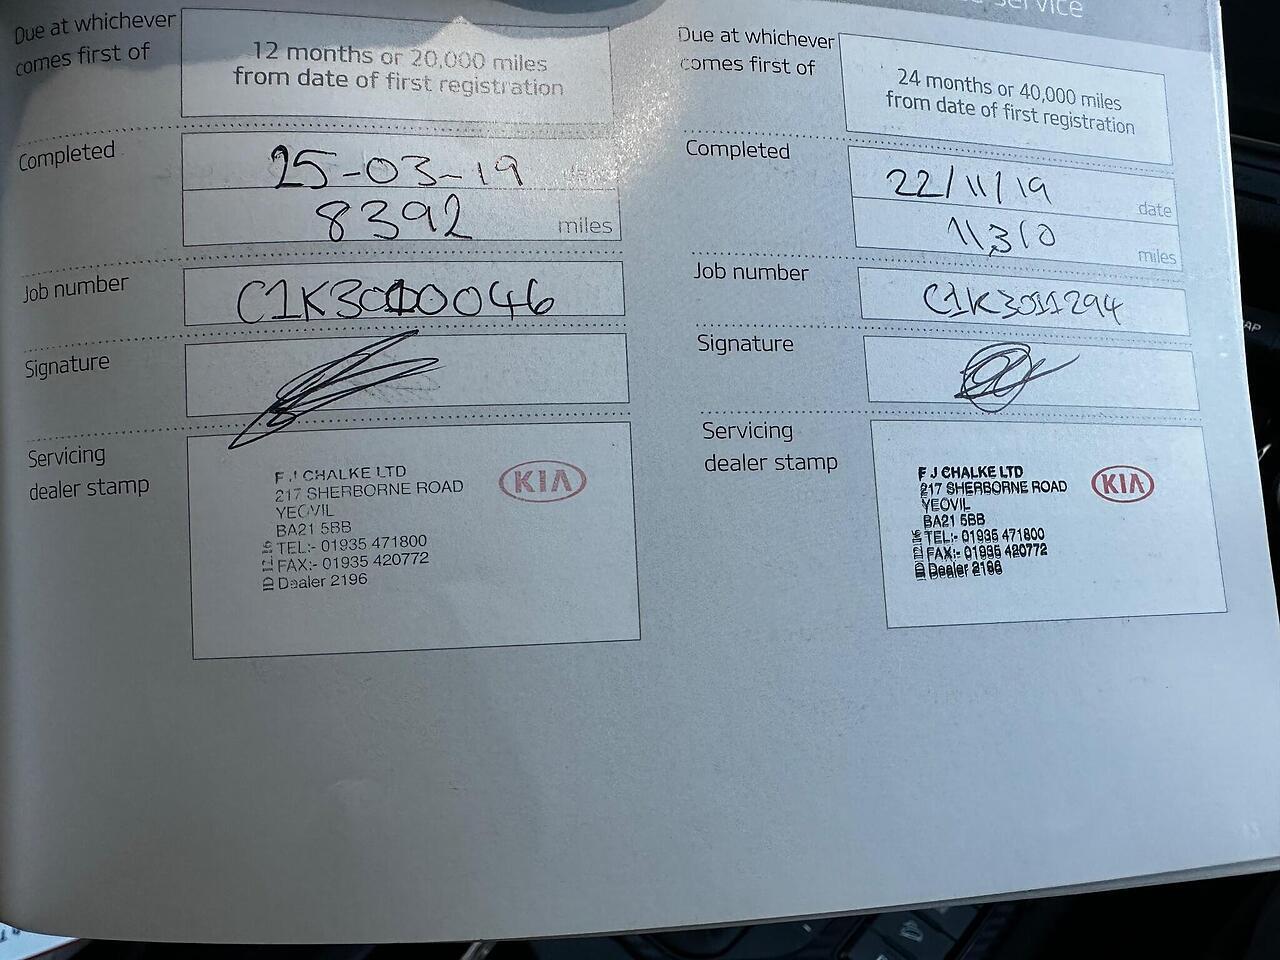 Due at whichever
comes first of
12 months or 20,000 miles
from date of first registration
Completed
25-03-19
8392 miles
Job number
C1K3010046
Signature
Servicing
dealer stamp
F J CHALKE LTD
217 SHERBORNE ROAD
YEOVIL
BA21 5BB
TEL:- 01935 471800
FAX:- 01935 420772
Dealer 2196
KIA
service
Due at whichever
comes first of
24 months or 40,000 miles
from date of first registration
Completed
22/11/19 date
11,310 miles
Job number
C1K3011294
Signature
Servicing
dealer stamp
F J CHALKE LTD
217 SHERBORNE ROAD
YEOVIL
BA21 5BB
TEL:- 01935 471800
FAX:- 01935 420772
Dealer 2196
KIA